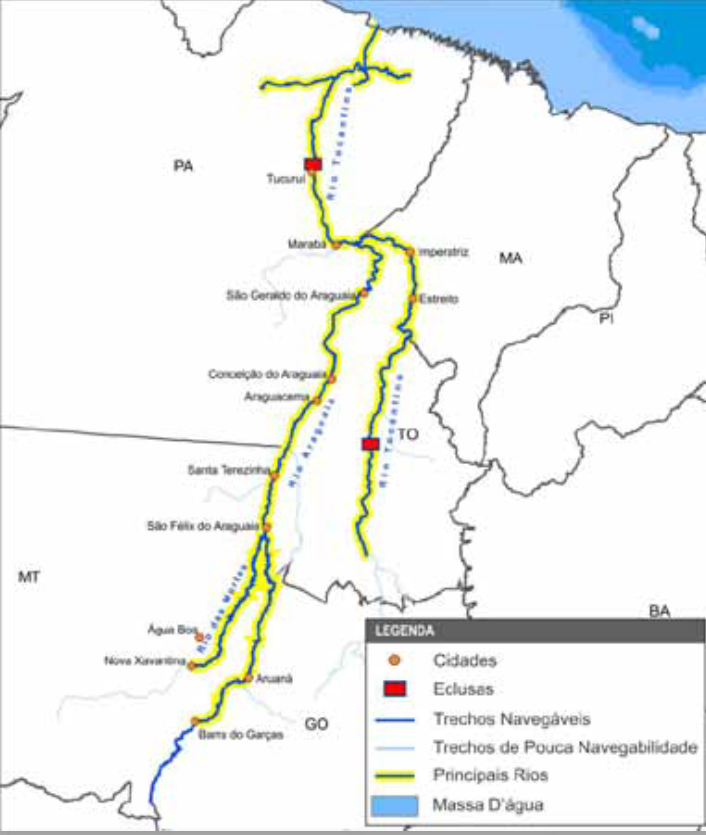 PA
Rio Tocantins
Tucuruí
Marabá
Imperatriz
MA
São Geraldo do Araguaia
Estreito
PI
Conceição do Araguaia
Araguacema
Rio Araguaia
Rio Tocantins
TO
Santa Terezinha
São Félix do Araguaia
MT
Rio das Mortes
Água Boa
Nova Xavantina
Aruanã
GO
Barra do Garças
BA
LEGENDA
Cidades
Eclusas
Trechos Navegáveis
Trechos de Pouca Navegabilidade
Principais Rios
Massa D'água